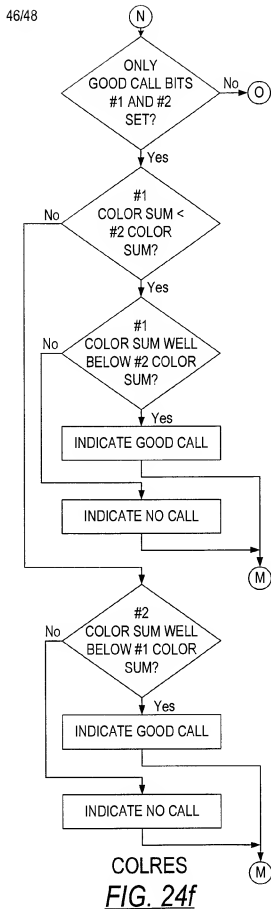 46/48
N
ONLY
GOOD CALL BITS
#1 AND #2
SET?
No
O
Yes
#1
COLOR SUM <
#2 COLOR
SUM?
No
Yes
#1
COLOR SUM WELL
BELOW #2 COLOR
SUM?
No
Yes
INDICATE GOOD CALL
INDICATE NO CALL
M
#2
COLOR SUM WELL
BELOW #1 COLOR
SUM?
No
Yes
INDICATE GOOD CALL
INDICATE NO CALL
M
COLRES
FIG. 24f